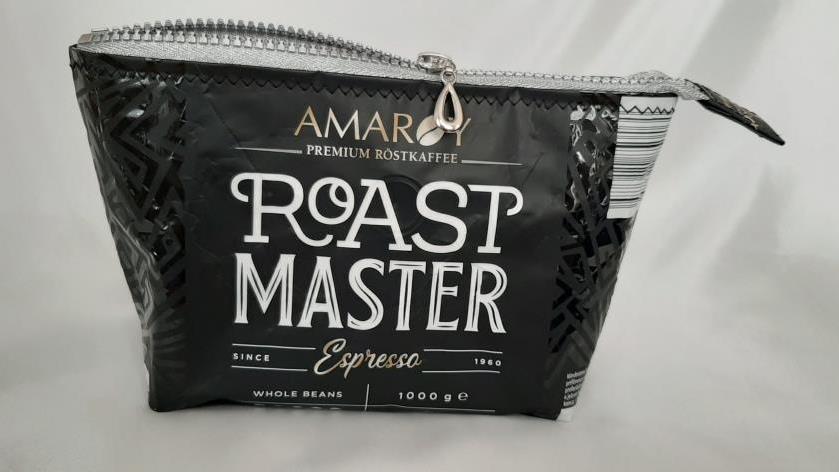 AMAROY
PREMIUM RÖSTKAFFEE
ROAST
MASTER
SINCE Espresso 1960
WHOLE BEANS 1000 g e